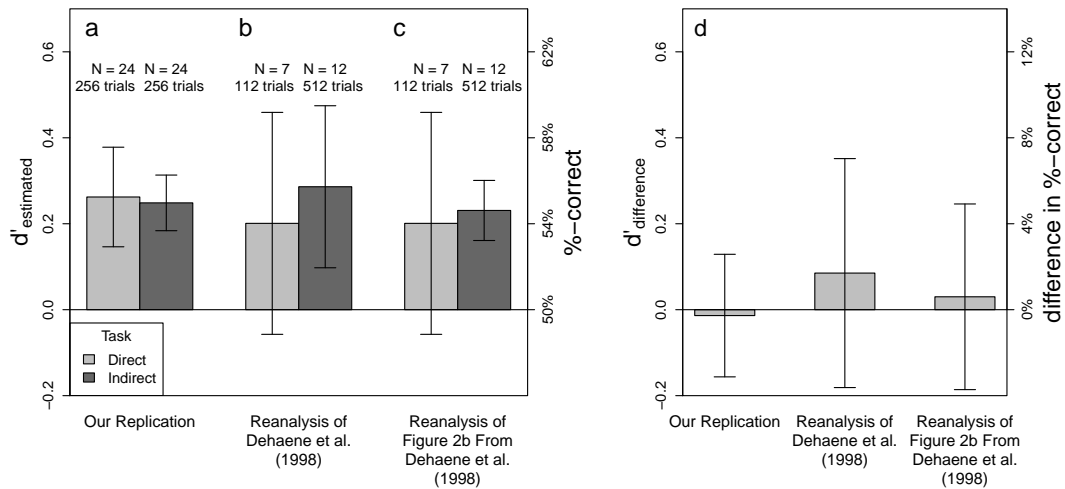 a
b
c
N = 24
256 trials
N = 24
256 trials
N = 7
112 trials
N = 12
512 trials
N = 7
112 trials
N = 12
512 trials
d'estimated
0.6
0.4
0.2
0.0
−0.2
62%
58%
54%
50%
%−correct
Task
Direct
Indirect
Our Replication
Reanalysis of
Dehaene et al.
(1998)
Reanalysis of
Figure 2b From
Dehaene et al.
(1998)
d
d'difference
0.6
0.4
0.2
0.0
−0.2
12%
8%
4%
0%
difference in %−correct
Our Replication
Reanalysis of
Dehaene et al.
(1998)
Reanalysis of
Figure 2b From
Dehaene et al.
(1998)